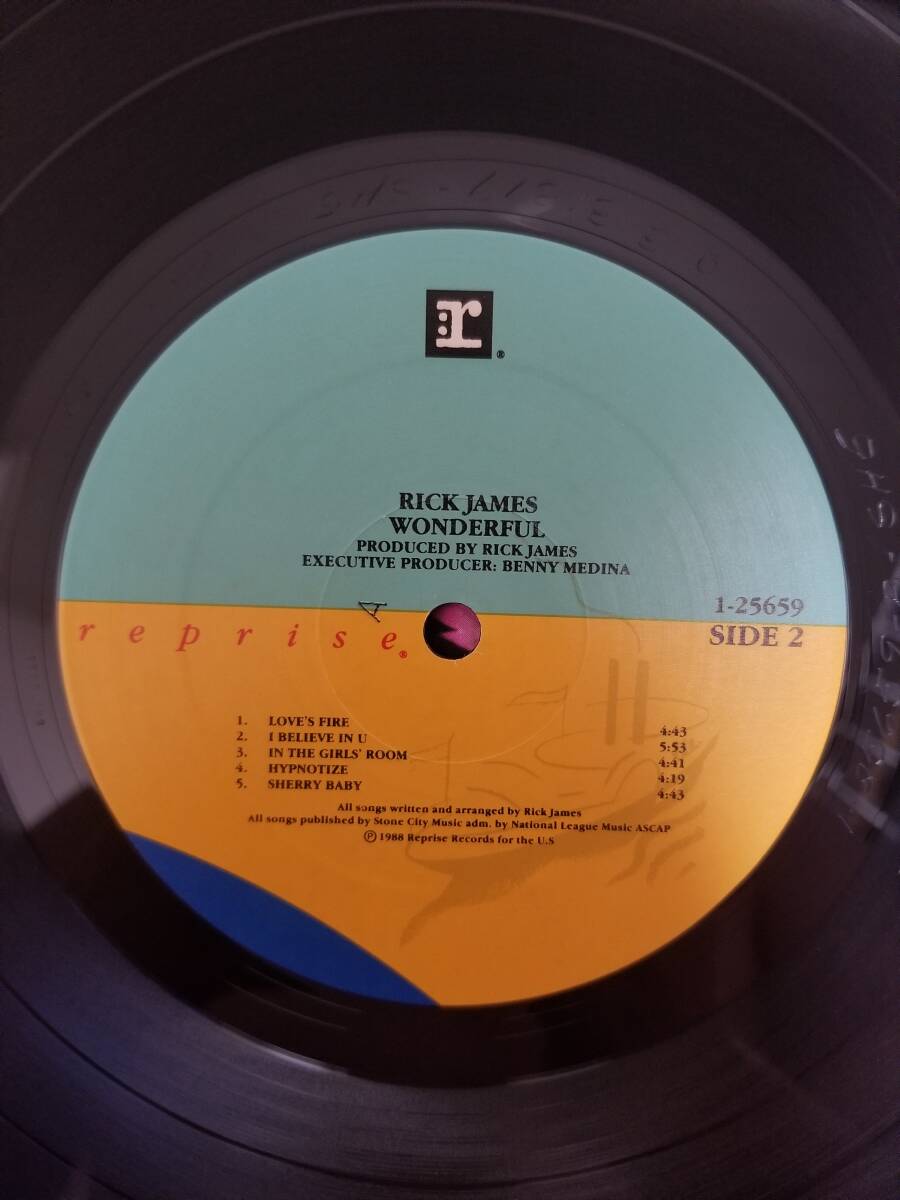 r®
RICK JAMES
WONDERFUL
PRODUCED BY RICK JAMES
EXECUTIVE PRODUCER: BENNY MEDINA
1-25659
reprise®
SIDE 2
A
1. LOVE'S FIRE 4:43
2. I BELIEVE IN U 5:53
3. IN THE GIRLS' ROOM 4:41
4. HYPNOTIZE 4:19
5. SHERRY BABY 4:43
All songs written and arranged by Rick James
All songs published by Stone City Music adm. by National League Music ASCAP
Ⓟ 1988 Reprise Records for the U.S